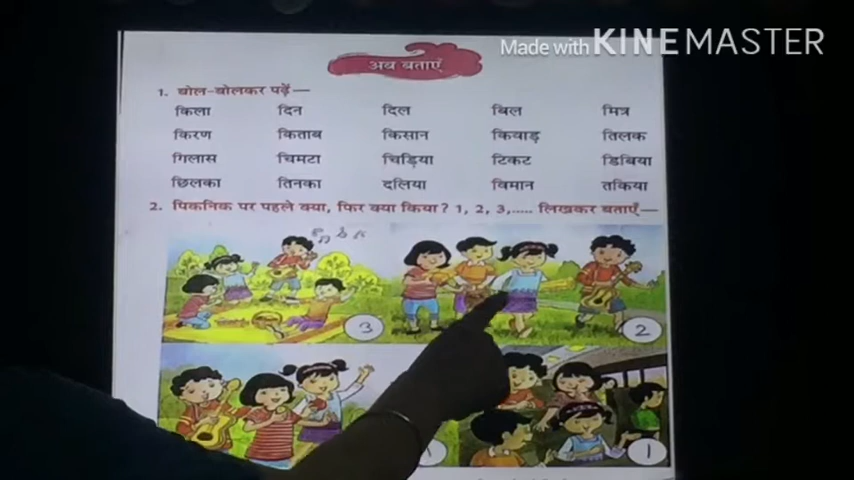 Made with KINEMASTER
अब बताएँ
1. बोल-बोलकर पढ़ें—
किला दिन दिल बिल मित्र
किरण किताब किसान किवाड़ तिलक
गिलास चिमटा चिड़िया टिकट डिबिया
छिलका तिनका दलिया विमान तकिया
2. पिकनिक पर पहले क्या, फिर क्या किया? 1, 2, 3,..... लिखकर बताएँ—
3
2
1